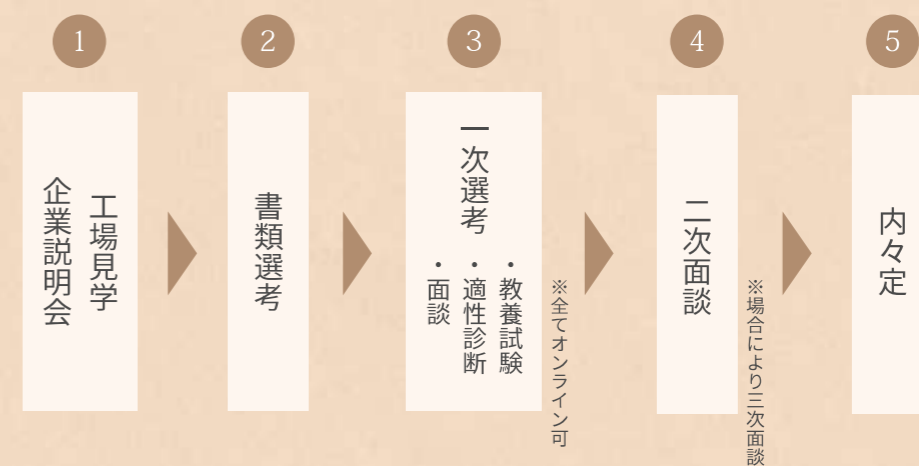 1
工場見学
企業説明会
2
書類選考
3
一次選考
・教養試験
・適性診断
・面談
※全てオンライン可
4
二次面談
※場合により三次面談
5
内々定